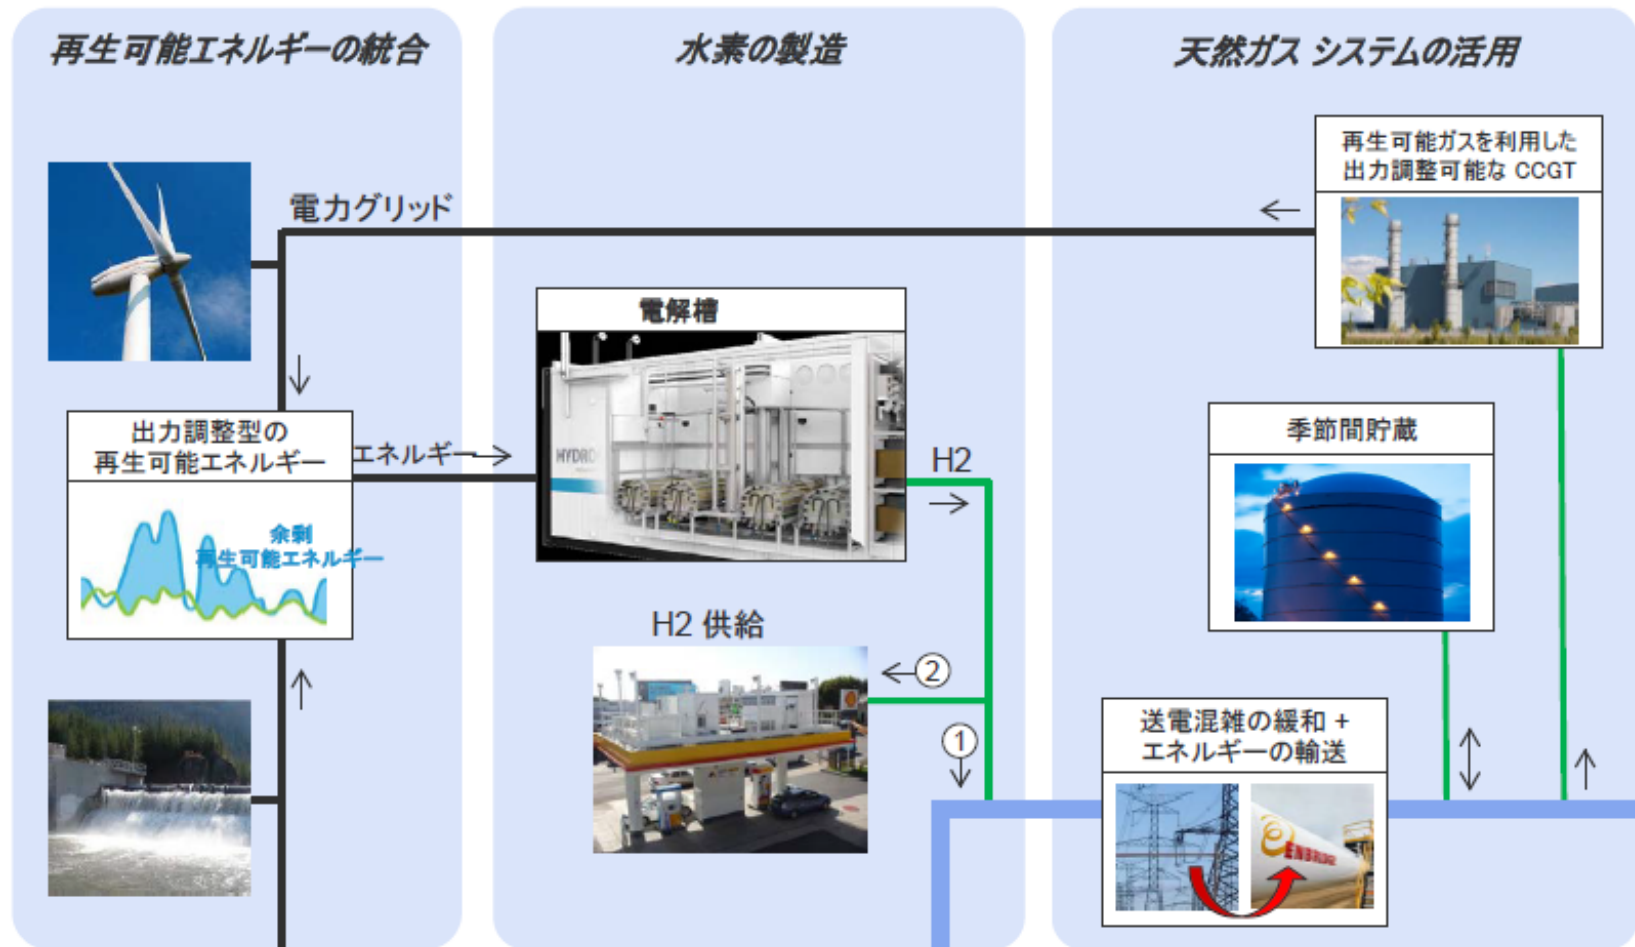 再生可能エネルギーの統合
水素の製造
天然ガス システムの活用
再生可能ガスを利用した
出力調整可能な CCGT
電力グリッド
電解槽
HYDRO
出力調整型の
再生可能エネルギー
エネルギー
余剰
再生可能エネルギー
H2
季節間貯蔵
H2 供給
②
①
送電混雑の緩和 +
エネルギーの輸送
ENBRIDGE